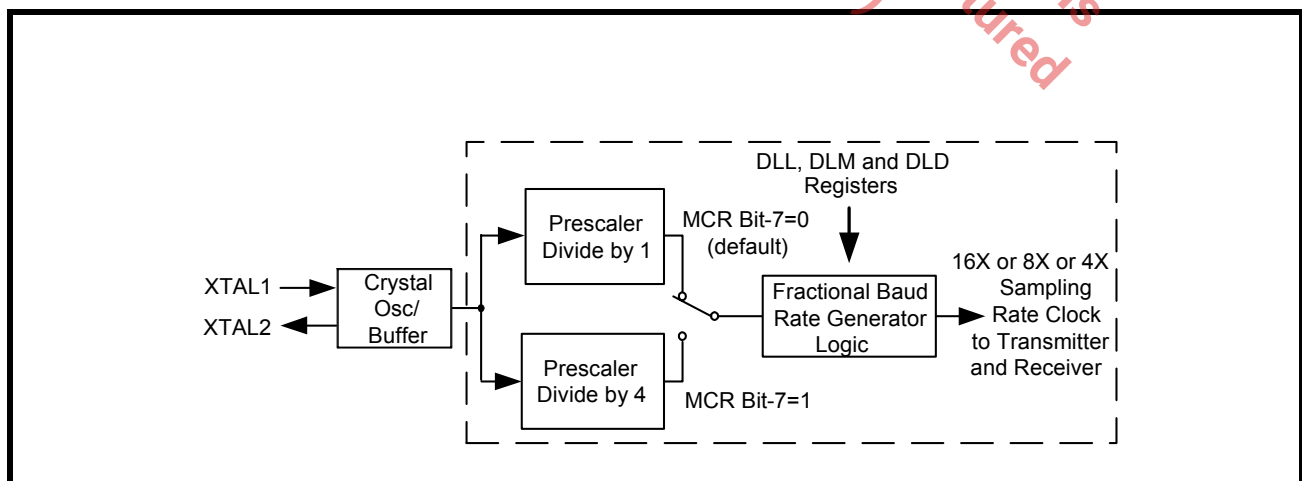 tured
DLL, DLM and DLD
Registers
Prescaler
Divide by 1
MCR Bit-7=0
(default)
XTAL1
XTAL2
Crystal
Osc/
Buffer
Fractional Baud
Rate Generator
Logic
16X or 8X or 4X
Sampling
Rate Clock
to Transmitter
and Receiver
Prescaler
Divide by 4
MCR Bit-7=1